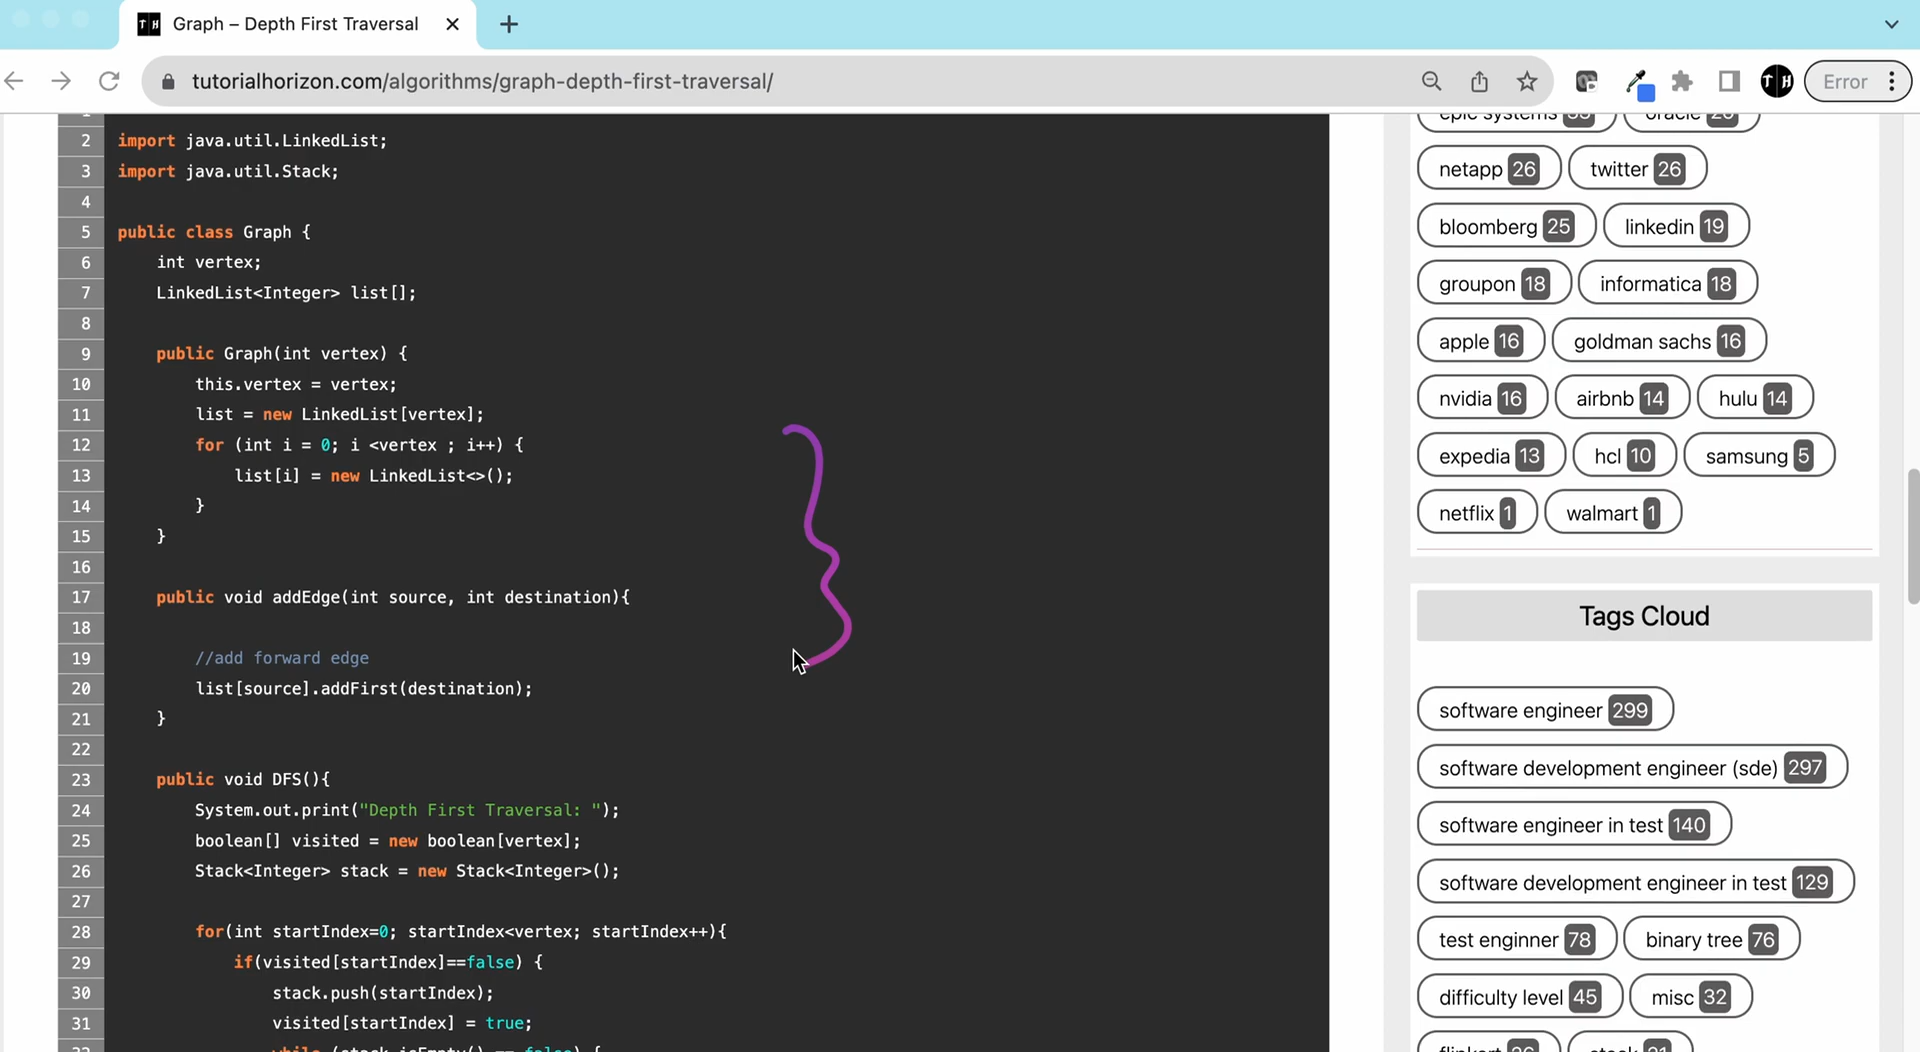 TH Graph – Depth First Traversal
tutorialhorizon.com/algorithms/graph-depth-first-traversal/
TH
Error
2 import java.util.LinkedList;
3 import java.util.Stack;
4
5 public class Graph {
6 int vertex;
7 LinkedList<Integer> list[];
8
9 public Graph(int vertex) {
10 this.vertex = vertex;
11 list = new LinkedList[vertex];
12 for (int i = 0; i <vertex ; i++) {
13 list[i] = new LinkedList<>();
14 }
15 }
16
17 public void addEdge(int source, int destination){
18
19 //add forward edge
20 list[source].addFirst(destination);
21 }
22
23 public void DFS(){
24 System.out.print("Depth First Traversal: ");
25 boolean[] visited = new boolean[vertex];
26 Stack<Integer> stack = new Stack<Integer>();
27
28 for(int startIndex=0; startIndex<vertex; startIndex++){
29 if(visited[startIndex]==false) {
30 stack.push(startIndex);
31 visited[startIndex] = true;
epic systems oracle
netapp 26 twitter 26
bloomberg 25 linkedin 19
groupon 18 informatica 18
apple 16 goldman sachs 16
nvidia 16 airbnb 14 hulu 14
expedia 13 hcl 10 samsung 5
netflix 1 walmart 1
Tags Cloud
software engineer 299
software development engineer (sde) 297
software engineer in test 140
software development engineer in test 129
test enginner 78 binary tree 76
difficulty level 45 misc 32